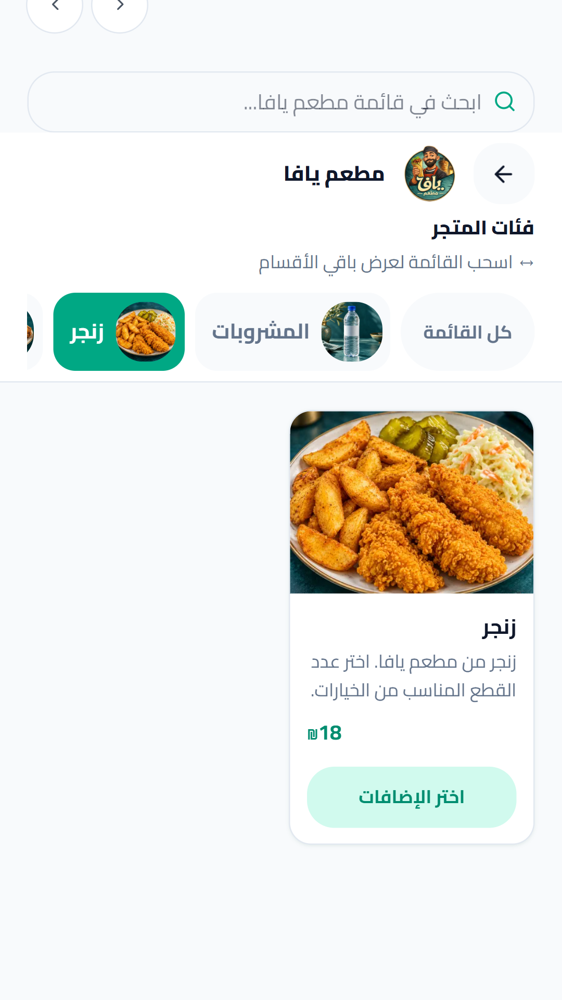 ابحث في قائمة مطعم يافا...
مطعم يافا
يافا
مطعم
فئات المتجر
↔ اسحب القائمة لعرض باقي الأقسام
كل القائمة
المشروبات
زنجر
زنجر
زنجر من مطعم يافا. اختر عدد
القطع المناسب من الخيارات.
₪18
اختر الإضافات